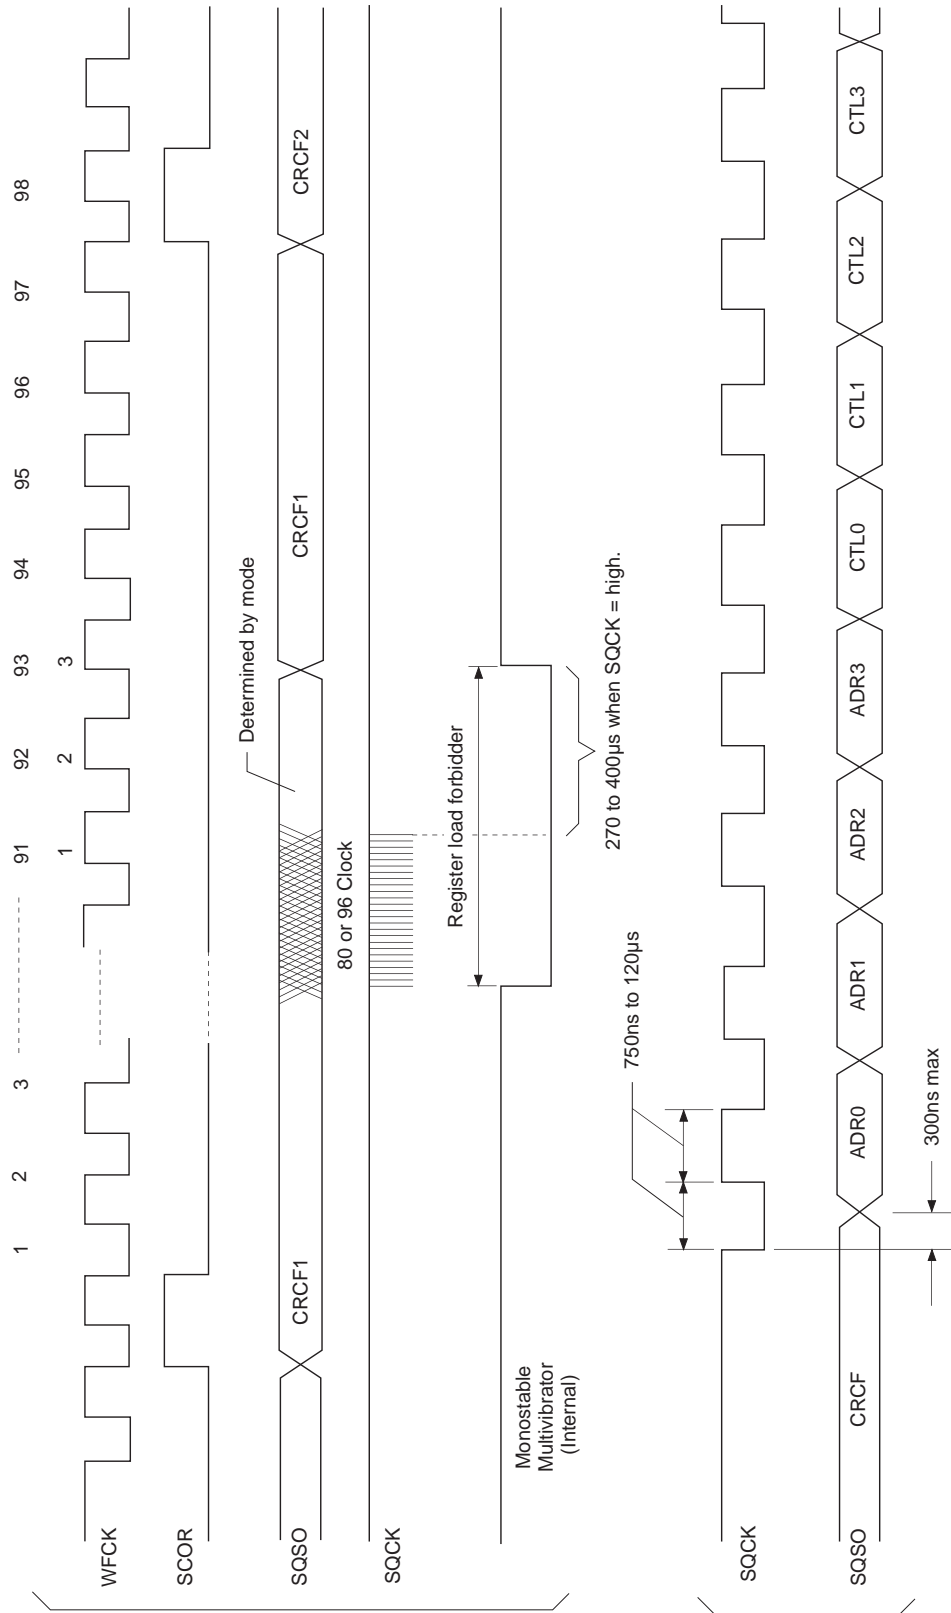 1 2 3 91 92 93 94 95 96 97 98
1 2 3
WFCK
SCOR
Determined by mode
SQSO CRCF1 CRCF1 CRCF2
80 or 96 Clock
SQCK
Register load forbidder
Monostable
Multivibrator
(Internal)
270 to 400μs when SQCK = high.
750ns to 120μs
SQCK
SQSO CRCF ADR0 ADR1 ADR2 ADR3 CTL0 CTL1 CTL2 CTL3
300ns max